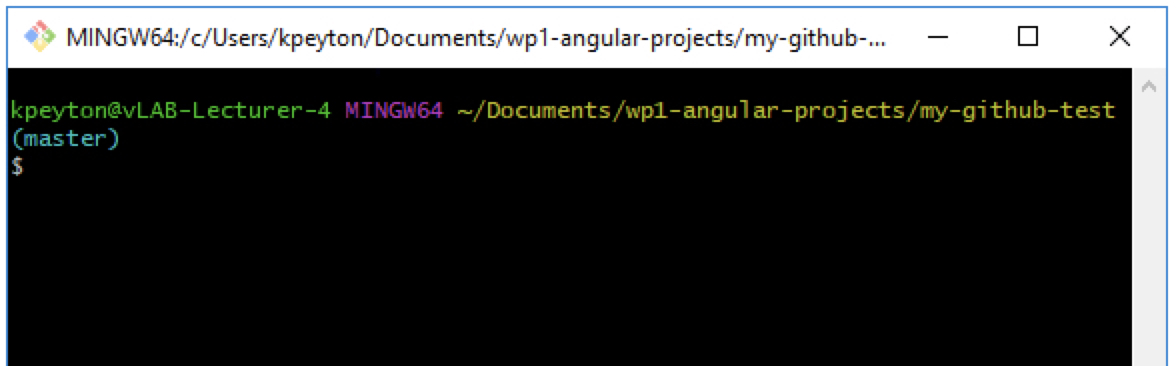 MINGW64:/c/Users/kpeyton/Documents/wp1-angular-projects/my-github-...
kpeyton@vLAB-Lecturer-4 MINGW64 ~/Documents/wp1-angular-projects/my-github-test
(master)
$